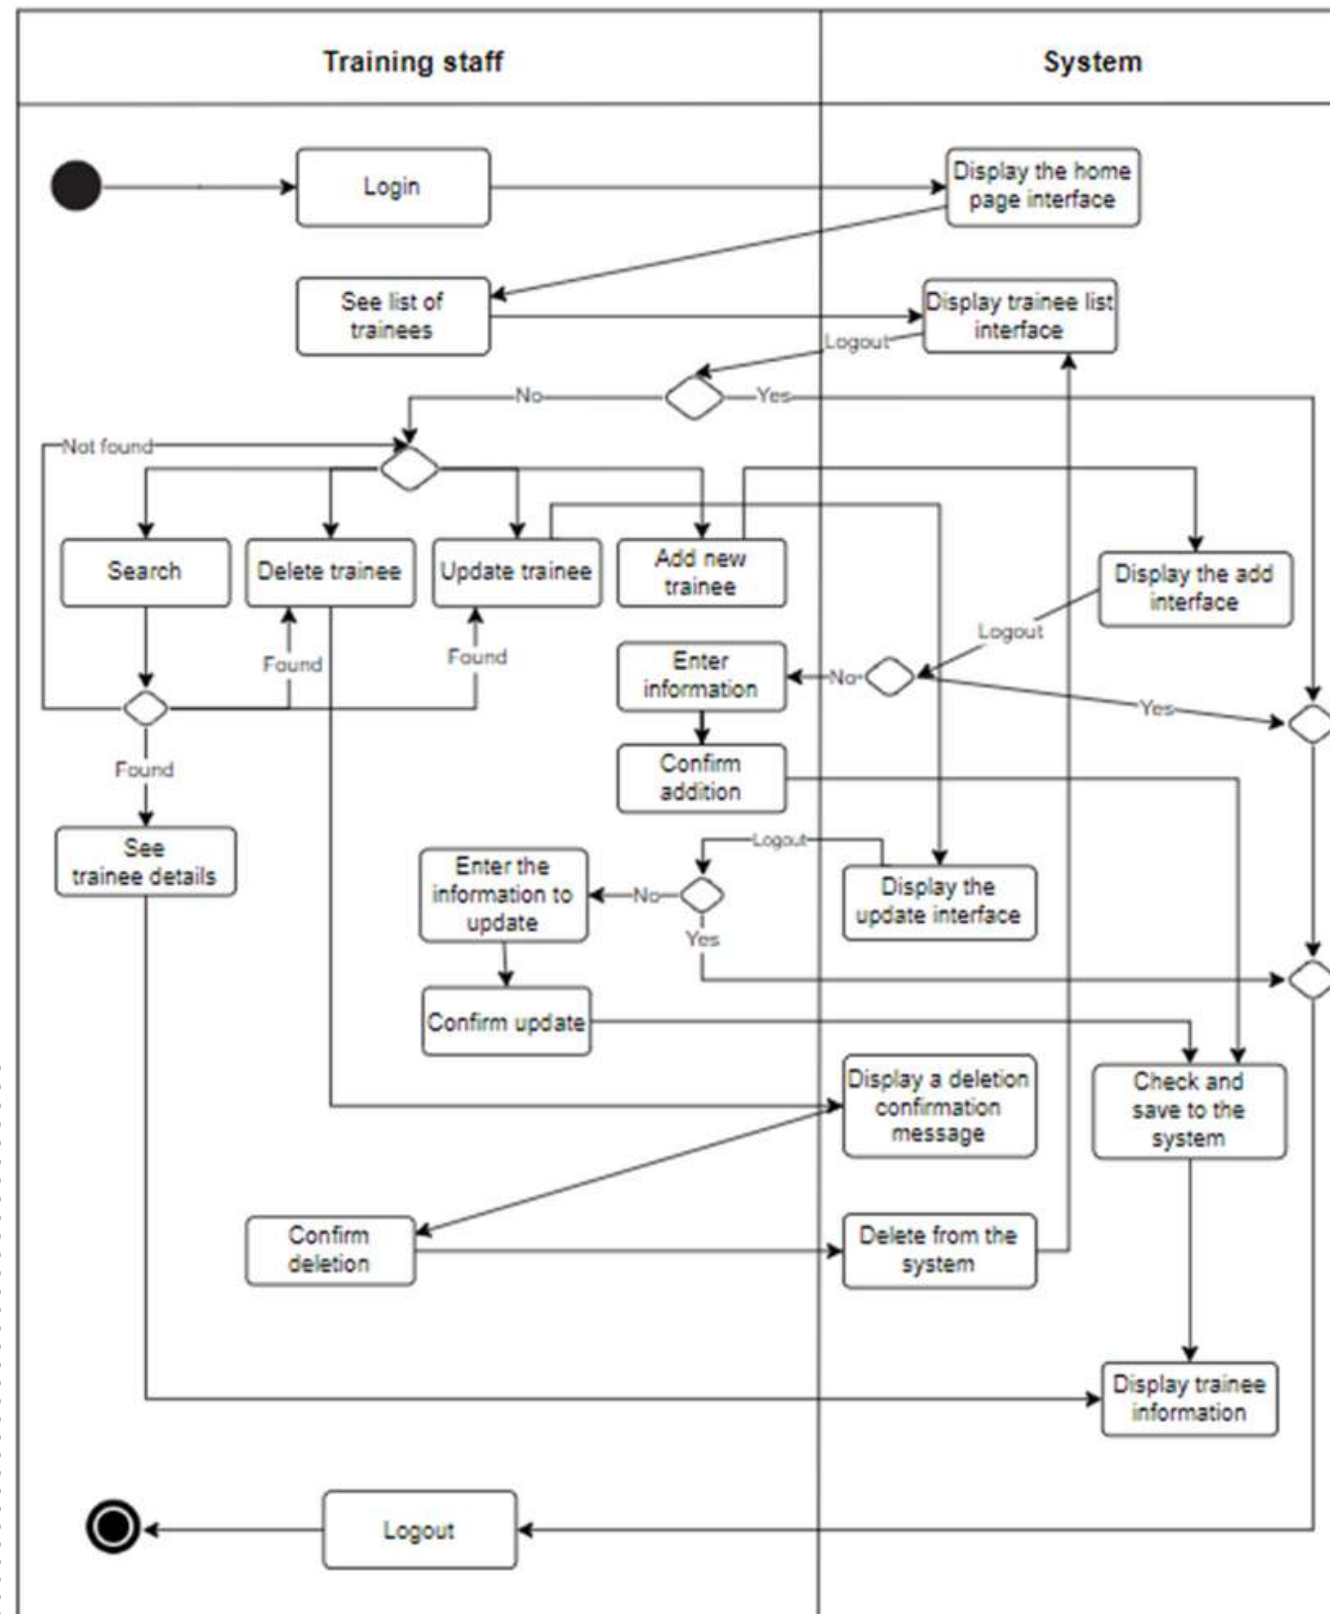 Training staff
System
Login
Display the home
page interface
See list of
trainees
Display trainee list
interface
Logout
No
Yes
Not found
Search
Delete trainee
Update trainee
Add new
trainee
Display the add
interface
Logout
Found
Found
Enter
information
No
Yes
Found
Confirm
addition
See
trainee details
Logout
Enter the
information to
update
No
Yes
Display the
update interface
Confirm update
Display a deletion
confirmation
message
Check and
save to the
system
Confirm
deletion
Delete from the
system
Display trainee
information
Logout